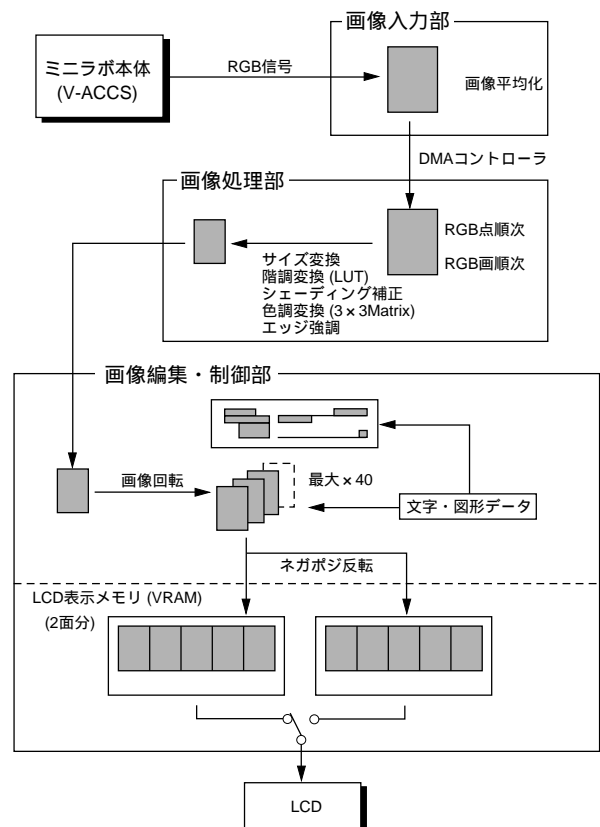 画像入力部
ミニラボ本体
(V-ACCS)
RGB信号
画像平均化
DMAコントローラ
画像処理部
RGB点順次
RGB画順次
サイズ変換
階調変換 (LUT)
シェーディング補正
色調変換 (3×3Matrix)
エッジ強調
画像編集・制御部
画像回転
最大×40
文字・図形データ
ネガポジ反転
LCD表示メモリ (VRAM)
(2面分)
LCD